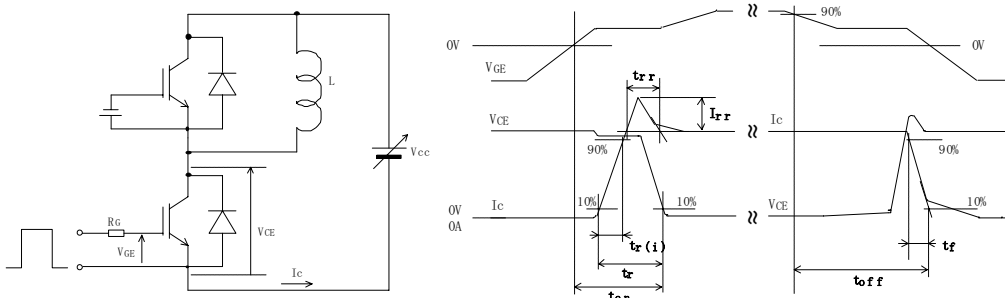 L
Vcc
RG
VGE
VCE
Ic
0V
VGE
trr
Irr
VCE
90%
Ic
0V
0A
10%
10%
tr(i)
tr
ton
90%
0V
Ic
90%
VCE
10%
tf
toff